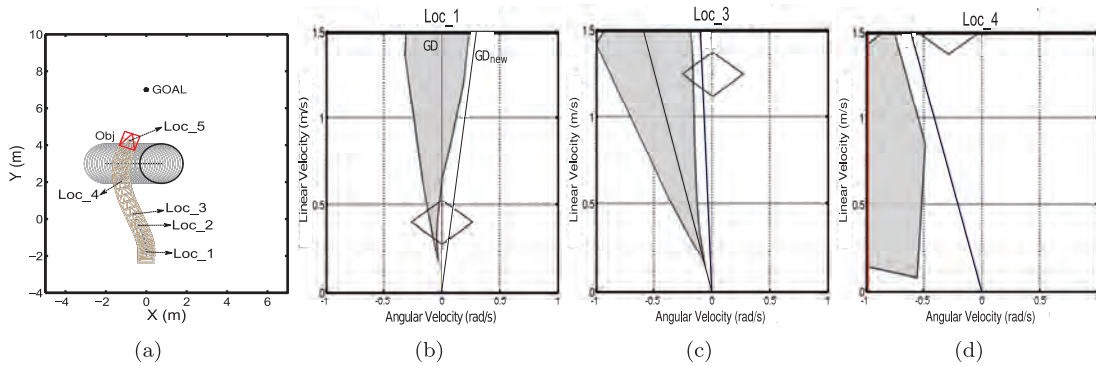 10
8
6
4
2
0
−2
−4
−4
−2
0
2
4
6
Y (m)
X (m)
GOAL
Obj
Loc_5
Loc_4
Loc_3
Loc_2
Loc_1
(a)
Loc_1
1.5
1
0.5
0
-1
-0.5
0
0.5
1
Linear Velocity (m/s)
Angular Velocity (rad/s)
GD
GDnew
(b)
Loc_3
1.5
1
0.5
0
-1
-0.5
0
0.5
1
Linear Velocity (m/s)
Angular Velocity (rad/s)
(c)
Loc_4
1.5
1
0.5
0
-1
-0.5
0
0.5
1
Linear Velocity (m/s)
Angular Velocity (rad/s)
(d)